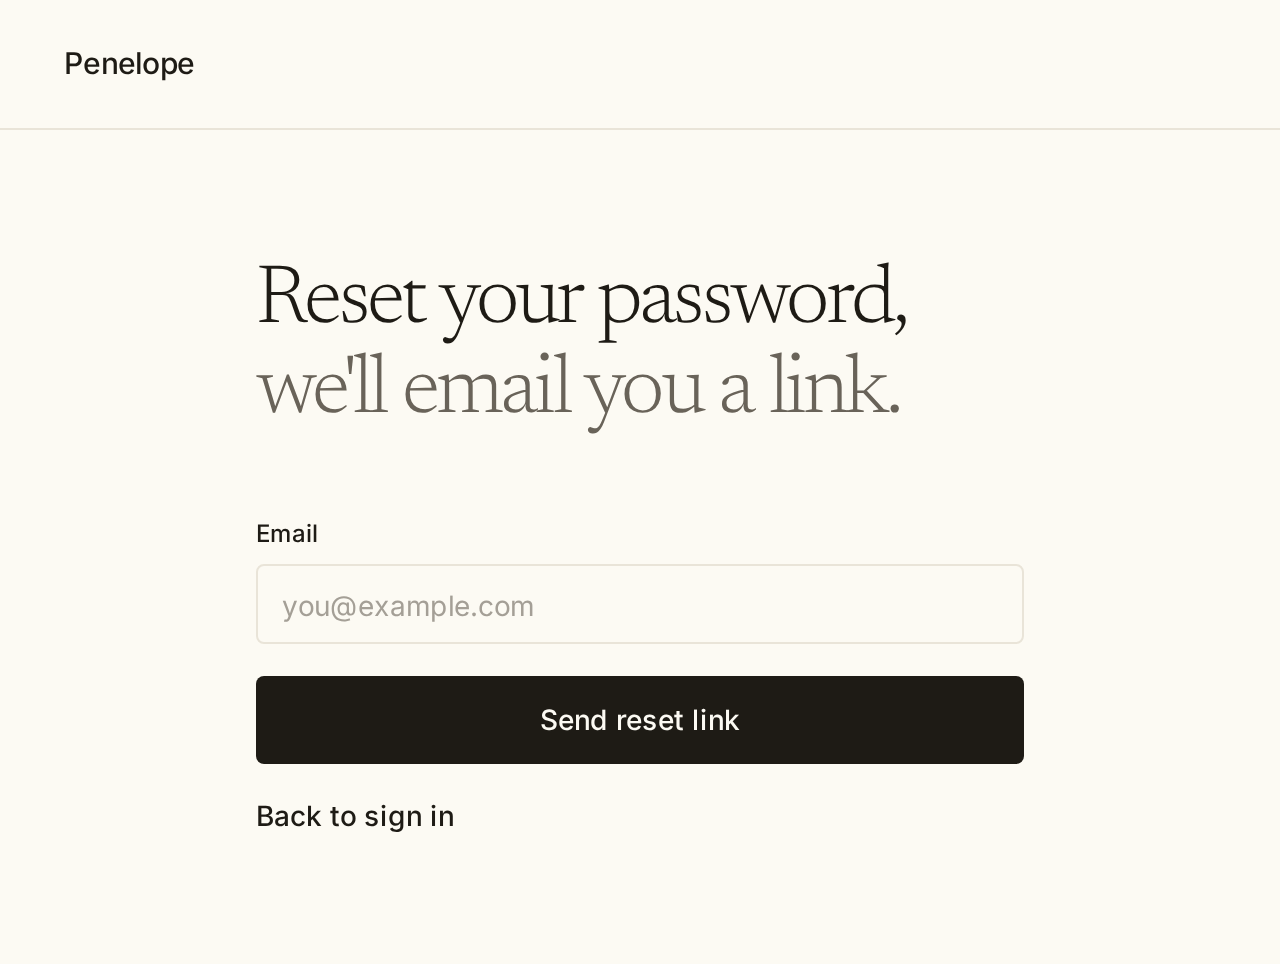 Penelope
Reset your password,
we'll email you a link.
Email
you@example.com
Send reset link
Back to sign in